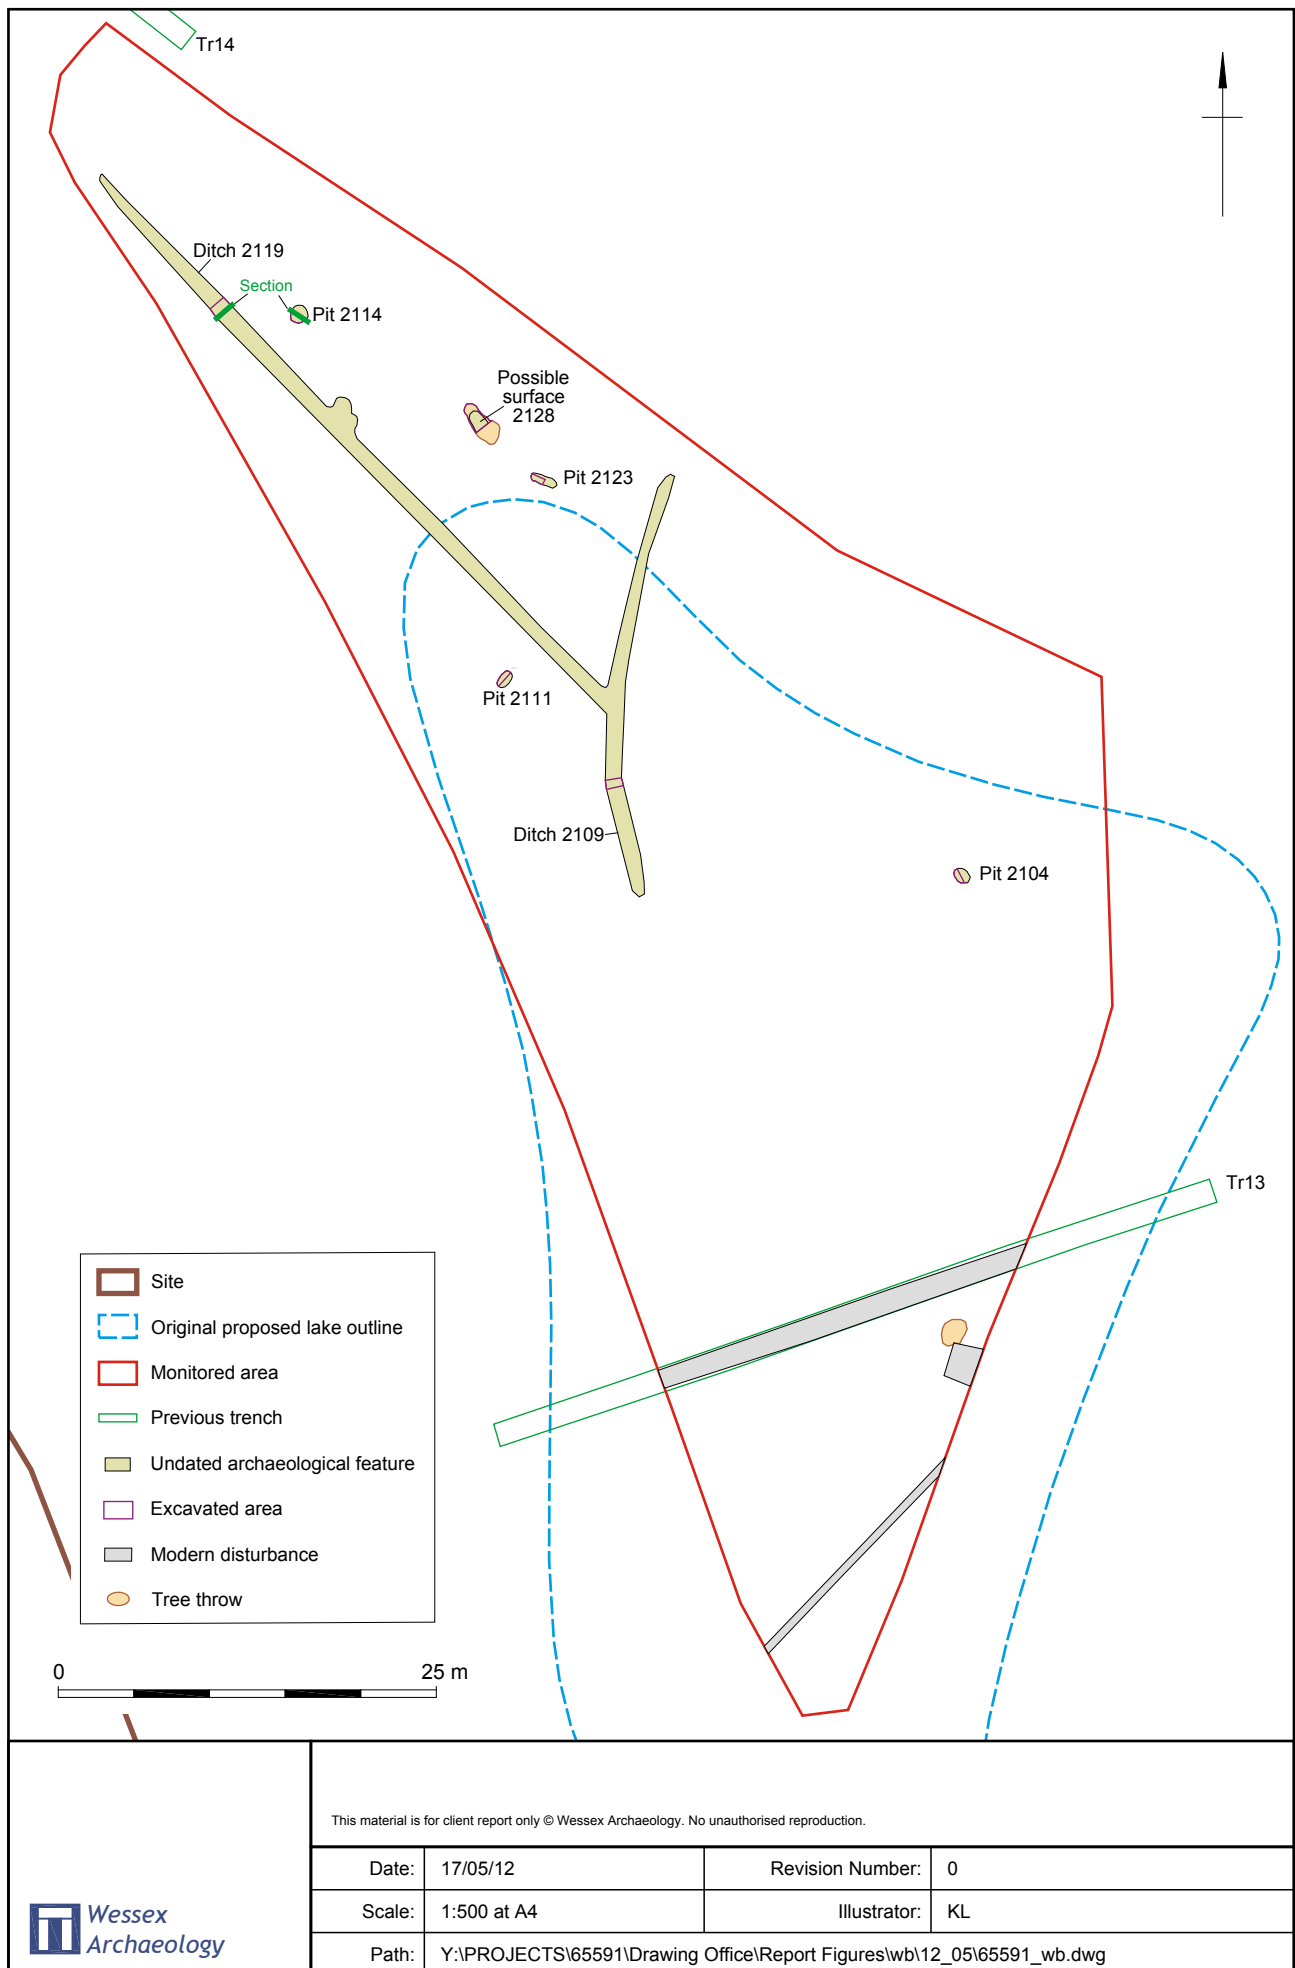 Tr14
Ditch 2119
Section
Pit 2114
Possible
surface
2128
Pit 2123
Pit 2111
Ditch 2109
Pit 2104
Tr13
Site
Original proposed lake outline
Monitored area
Previous trench
Undated archaeological feature
Excavated area
Modern disturbance
Tree throw
0 25 m
This material is for client report only © Wessex Archaeology. No unauthorised reproduction.
Date: 17/05/12 Revision Number: 0
Scale: 1:500 at A4 Illustrator: KL
Path: Y:\PROJECTS\65591\Drawing Office\Report Figures\wb\12_05\65591_wb.dwg
Wessex
Archaeology